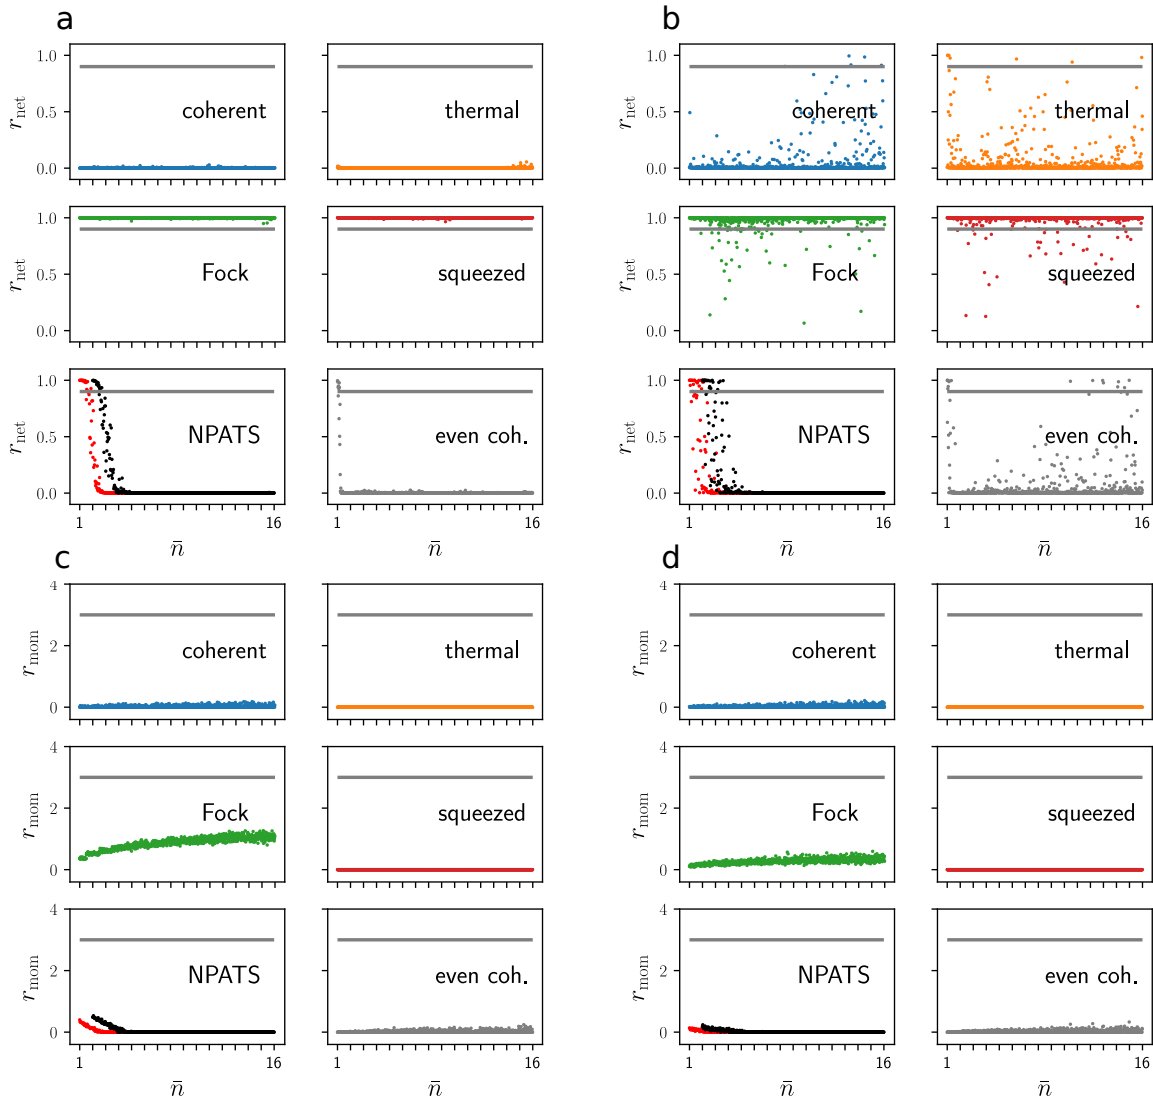 a
b
1.0
0.5
0.0
r_net
coherent
thermal
1.0
0.5
0.0
r_net
coherent
thermal
1.0
0.5
0.0
r_net
Fock
squeezed
1.0
0.5
0.0
r_net
Fock
squeezed
1.0
0.5
0.0
r_net
NPATS
even coh.
1
16
n̄
1
16
n̄
1.0
0.5
0.0
r_net
NPATS
even coh.
1
16
n̄
1
16
n̄
c
d
4
2
0
r_mom
coherent
thermal
4
2
0
r_mom
coherent
thermal
4
2
0
r_mom
Fock
squeezed
4
2
0
r_mom
Fock
squeezed
4
2
0
r_mom
NPATS
even coh.
1
16
n̄
1
16
n̄
4
2
0
r_mom
NPATS
even coh.
1
16
n̄
1
16
n̄